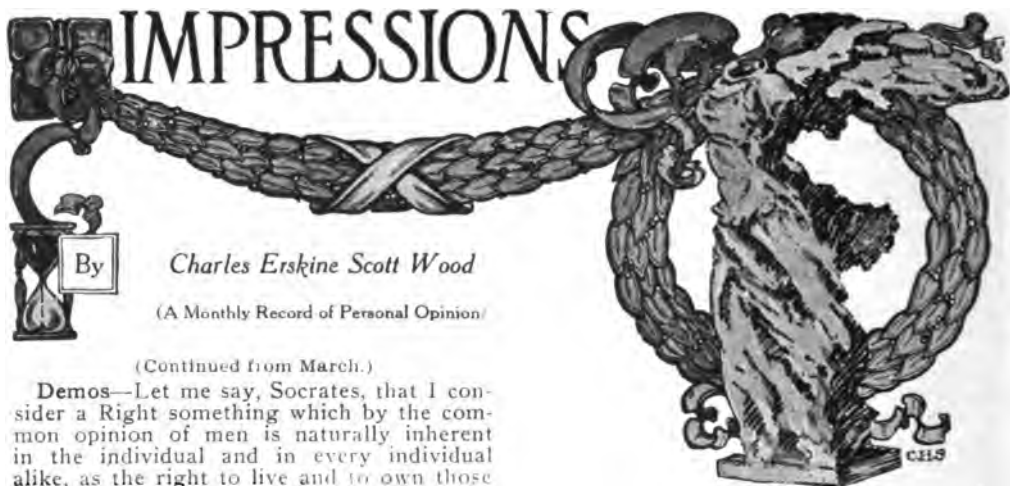 IMPRESSIONS
By
Charles Erskine Scott Wood
(A Monthly Record of Personal Opinion)
(Continued from March.)
Demos—Let me say, Socrates, that I con-
sider a Right something which by the com-
mon opinion of men is naturally inherent
in the individual and in every individual
alike, as the right to live and to own those
C.H.S